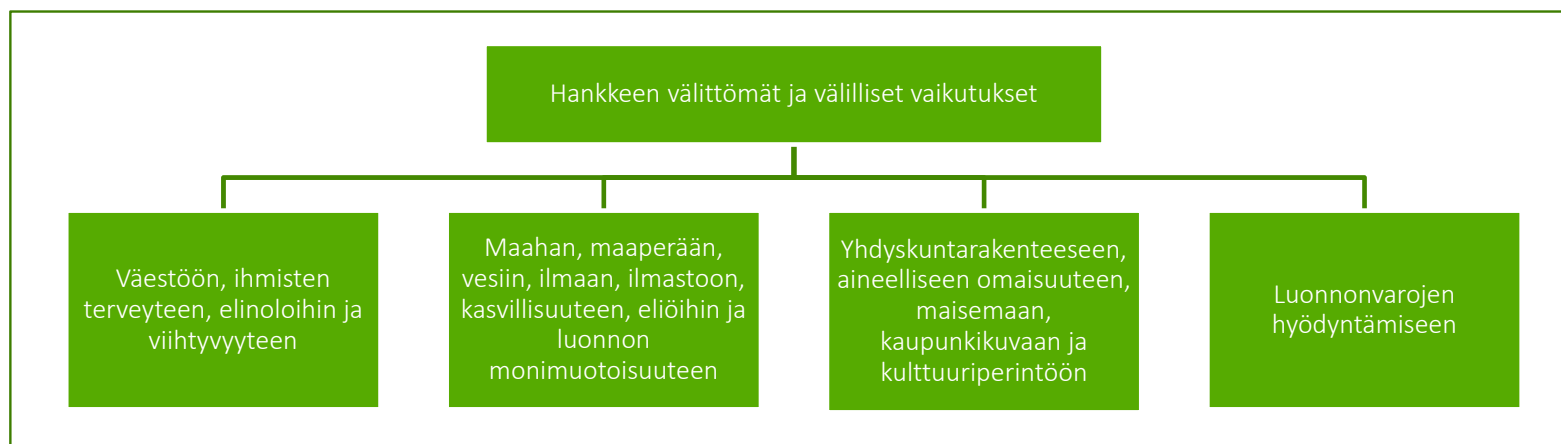 Hankkeen välittömät ja välilliset vaikutukset
Väestöön, ihmisten
terveyteen, elinoloihin ja
viihtyvyyteen
Maahan, maaperään,
vesiin, ilmaan, ilmastoon,
kasvillisuuteen, eliöihin ja
luonnon
monimuotoisuuteen
Yhdyskuntarakenteeseen,
aineelliseen omaisuuteen,
maisemaan,
kaupunkikuvaan ja
kulttuuriperintöön
Luonnonvarojen
hyödyntämiseen